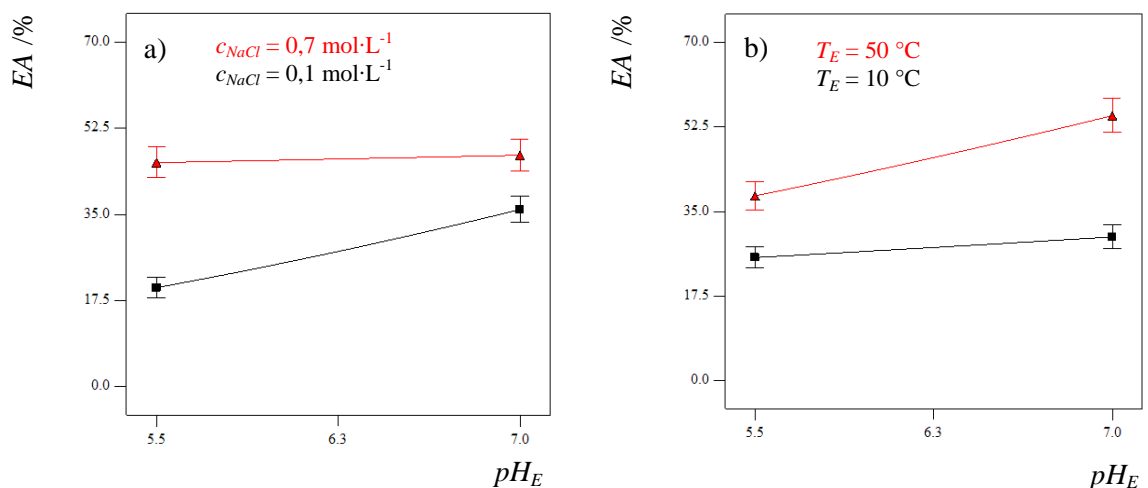 EA /%
a)
c_NaCl = 0,7 mol·L⁻¹
c_NaCl = 0,1 mol·L⁻¹
70.0
52.5
35.0
17.5
0.0
5.5
6.3
7.0
pH_E
EA /%
b)
T_E = 50 °C
T_E = 10 °C
70.0
52.5
35.0
17.5
0.0
5.5
6.3
7.0
pH_E